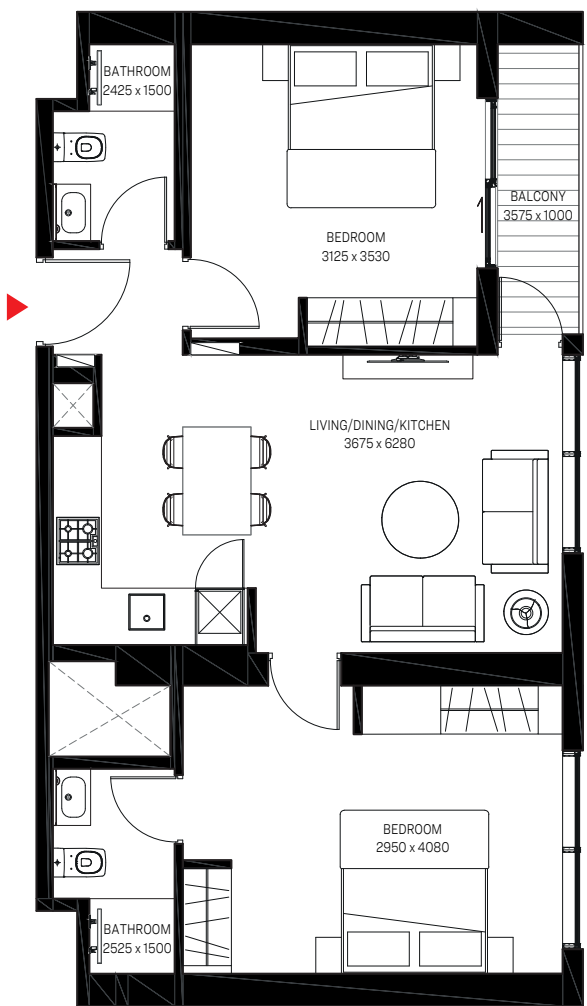 BATHROOM
2425 x 1500
BALCONY
3575 x 1000
BEDROOM
3125 x 3530
LIVING/DINING/KITCHEN
3675 x 6280
BEDROOM
2950 x 4080
BATHROOM
2525 x 1500